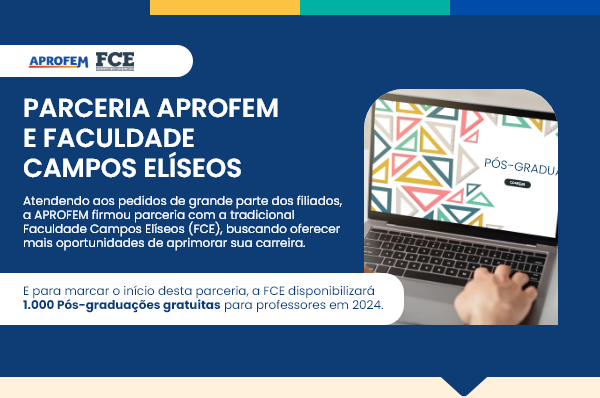 APROFEM FCE
PARCERIA APROFEM
E FACULDADE
CAMPOS ELÍSEOS
Atendendo aos pedidos de grande parte dos filiados,
a APROFEM firmou parceria com a tradicional
Faculdade Campos Elíseos (FCE), buscando oferecer
mais oportunidades de aprimorar sua carreira.
PÓS-GRADUA
E para marcar o início desta parceria, a FCE disponibilizará
1.000 Pós-graduações gratuitas para professores em 2024.